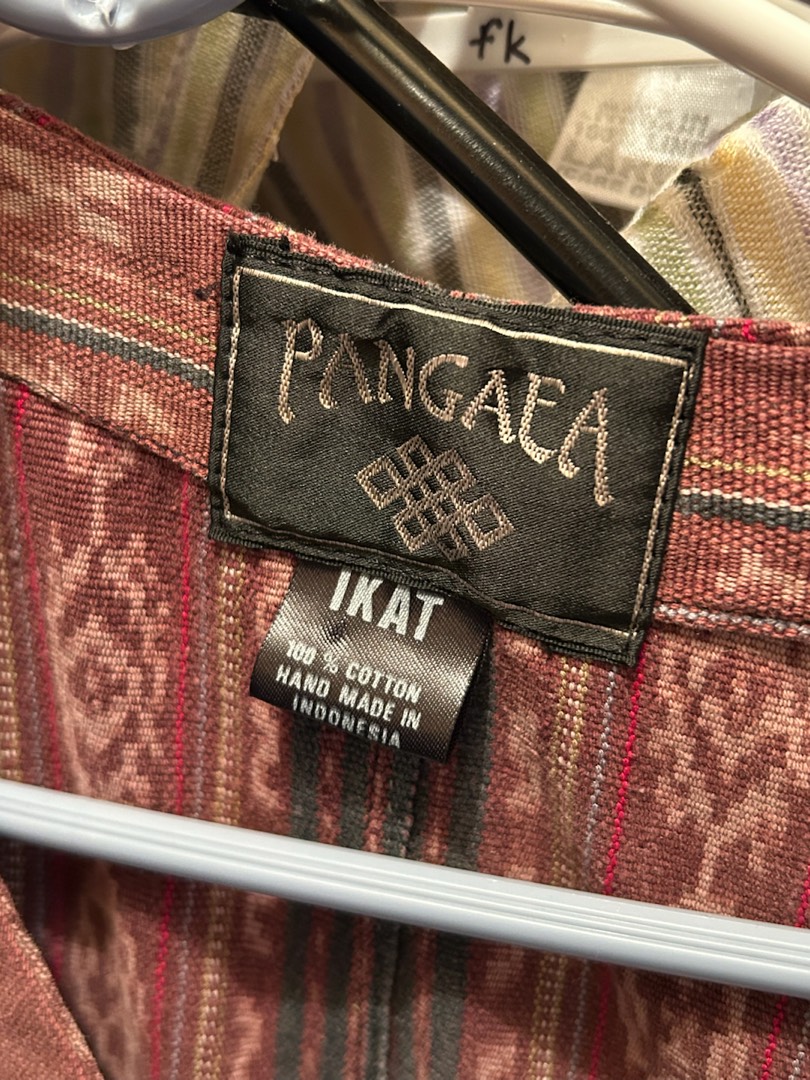 fk
PANGAEA
IKAT
100 % COTTON
HAND MADE IN
INDONESIA